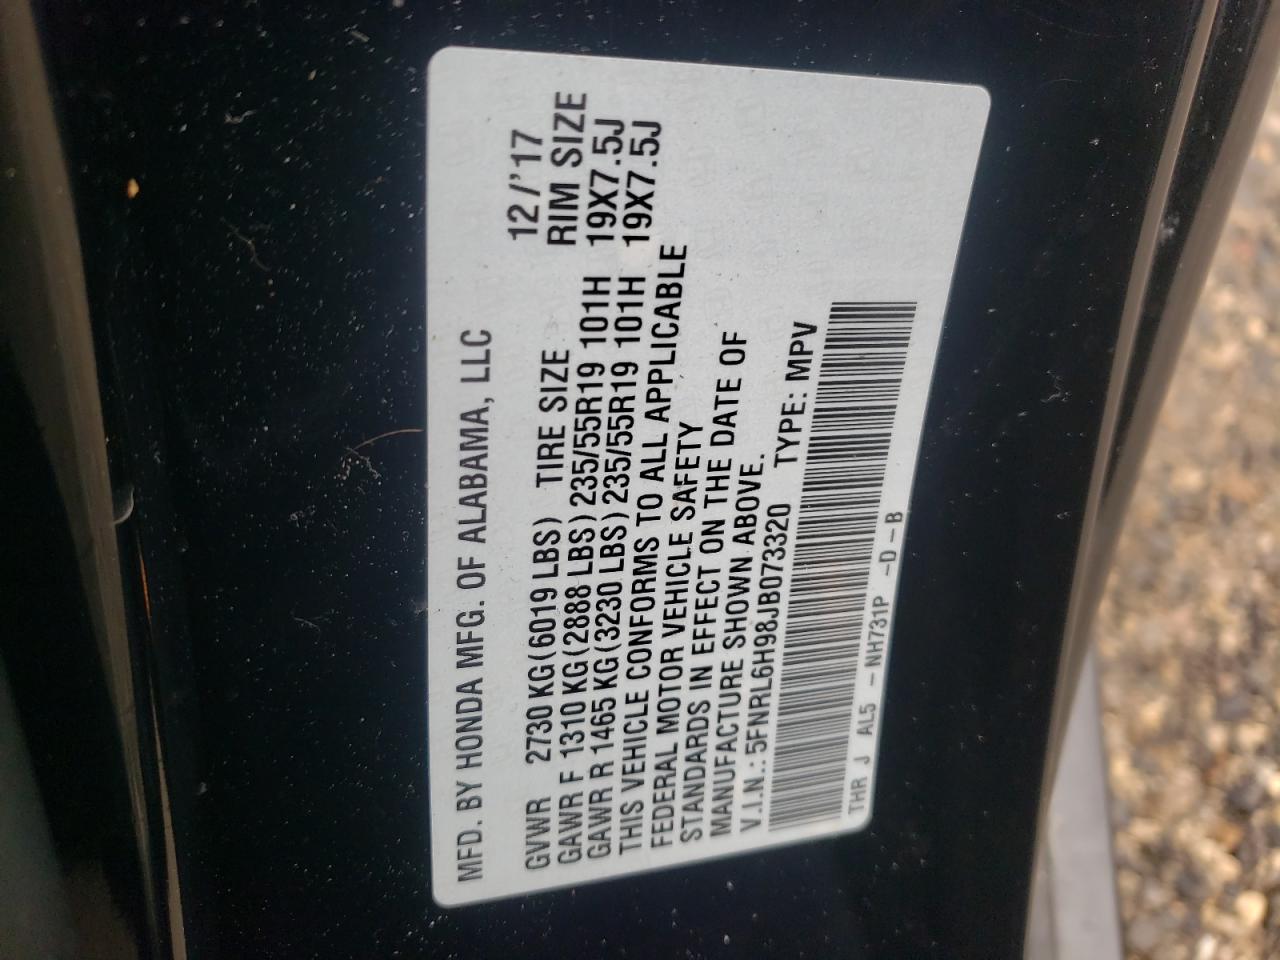 MFD. BY HONDA MFG. OF ALABAMA, LLC
12/'17
GVWR 2730 KG(6019 LBS) TIRE SIZE RIM SIZE
GAWR F 1310 KG(2888 LBS) 235/55R19 101H 19X7.5J
GAWR R 1465 KG(3230 LBS) 235/55R19 101H 19X7.5J
THIS VEHICLE CONFORMS TO ALL APPLICABLE
FEDERAL MOTOR VEHICLE SAFETY
STANDARDS IN EFFECT ON THE DATE OF
MANUFACTURE SHOWN ABOVE.
V.I.N.: 5FNRL6H98JB073320 TYPE: MPV
THR J AL5 -NH731P -D-B